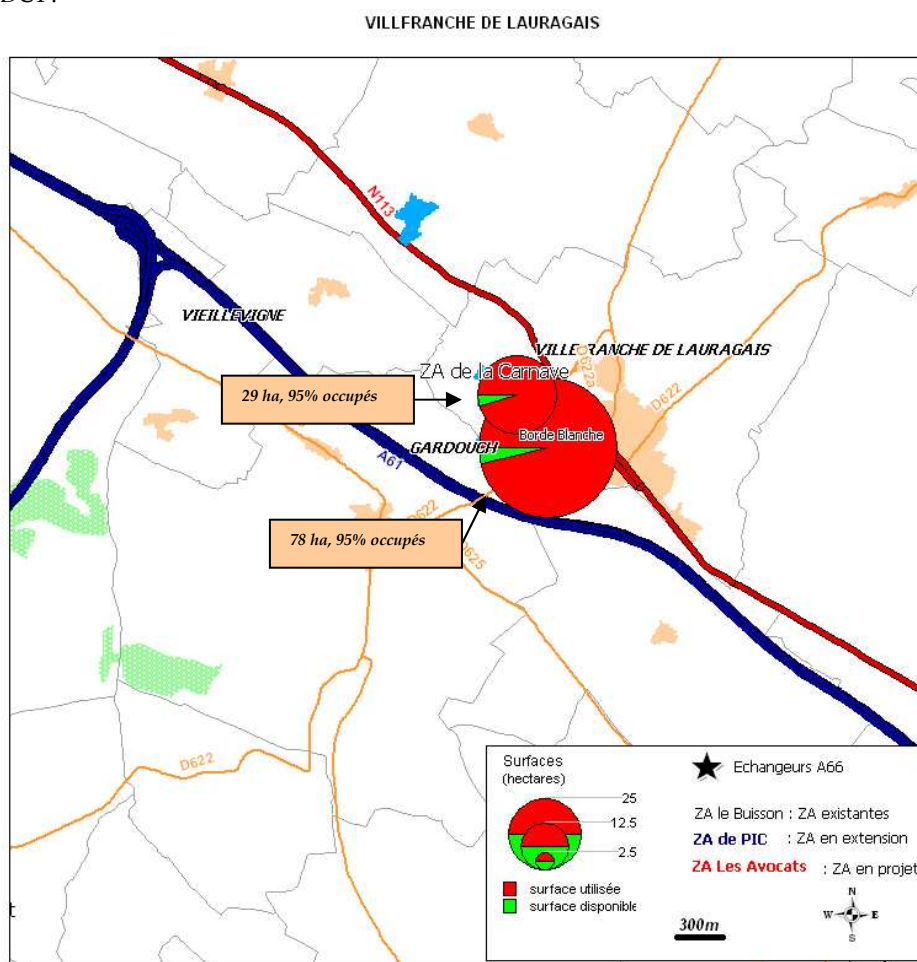 VILLFRANCHE DE LAURAGAIS
N113
VIEILLEVIGNE
VILLEFRANCHE DE LAURAGAIS
D622a
ZA de la Carnave
D622
29 ha, 95% occupés
Borde Blanche
GARDOUCH
A61
D622
78 ha, 95% occupés
D625
D622
Surfaces
(hectares)
25
12.5
2.5
surface utilisée
surface disponible
Echangeurs A66
ZA le Buisson : ZA existantes
ZA de PIC : ZA en extension
ZA Les Avocats : ZA en projet
N
W E
S
300m
t